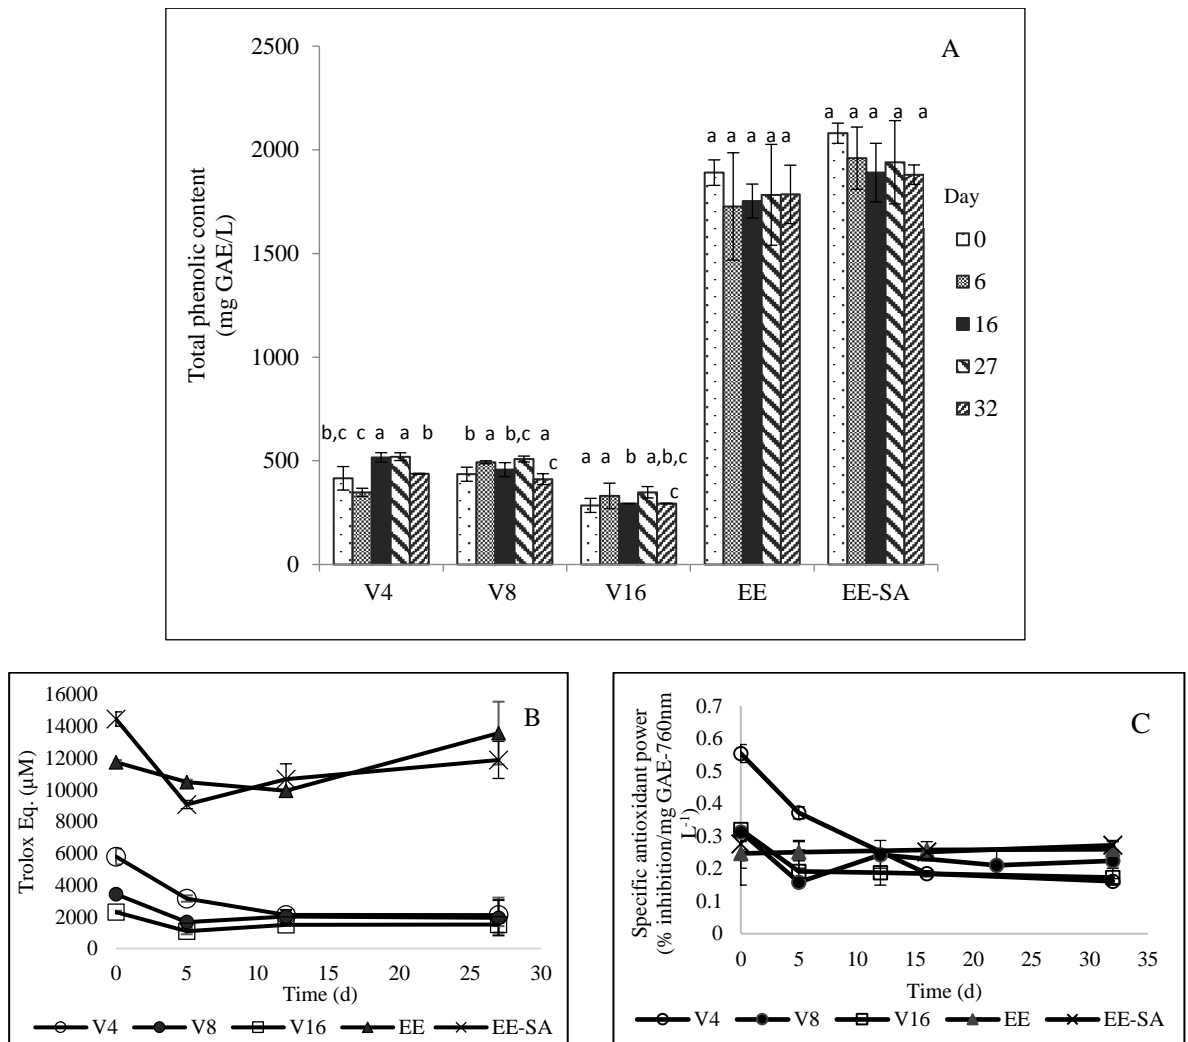 A
2500
2000
1500
1000
500
0
Total phenolic content
(mg GAE/L)
b,c c a a b
b a b,c a
c
a a b a,b,c
c
a a a a a
a a a a a
V4 V8 V16 EE EE-SA
Day
0
6
16
27
32
B
16000
14000
12000
10000
8000
6000
4000
2000
0
Trolox Eq. (µM)
0 5 10 15 20 25 30
Time (d)
V4 V8 V16 EE EE-SA
C
0.7
0.6
0.5
0.4
0.3
0.2
0.1
0
Specific antioxidant power
(% inhibition/mg GAE-760nm
L⁻¹)
0 5 10 15 20 25 30 35
Time (d)
V4 V8 V16 EE EE-SA